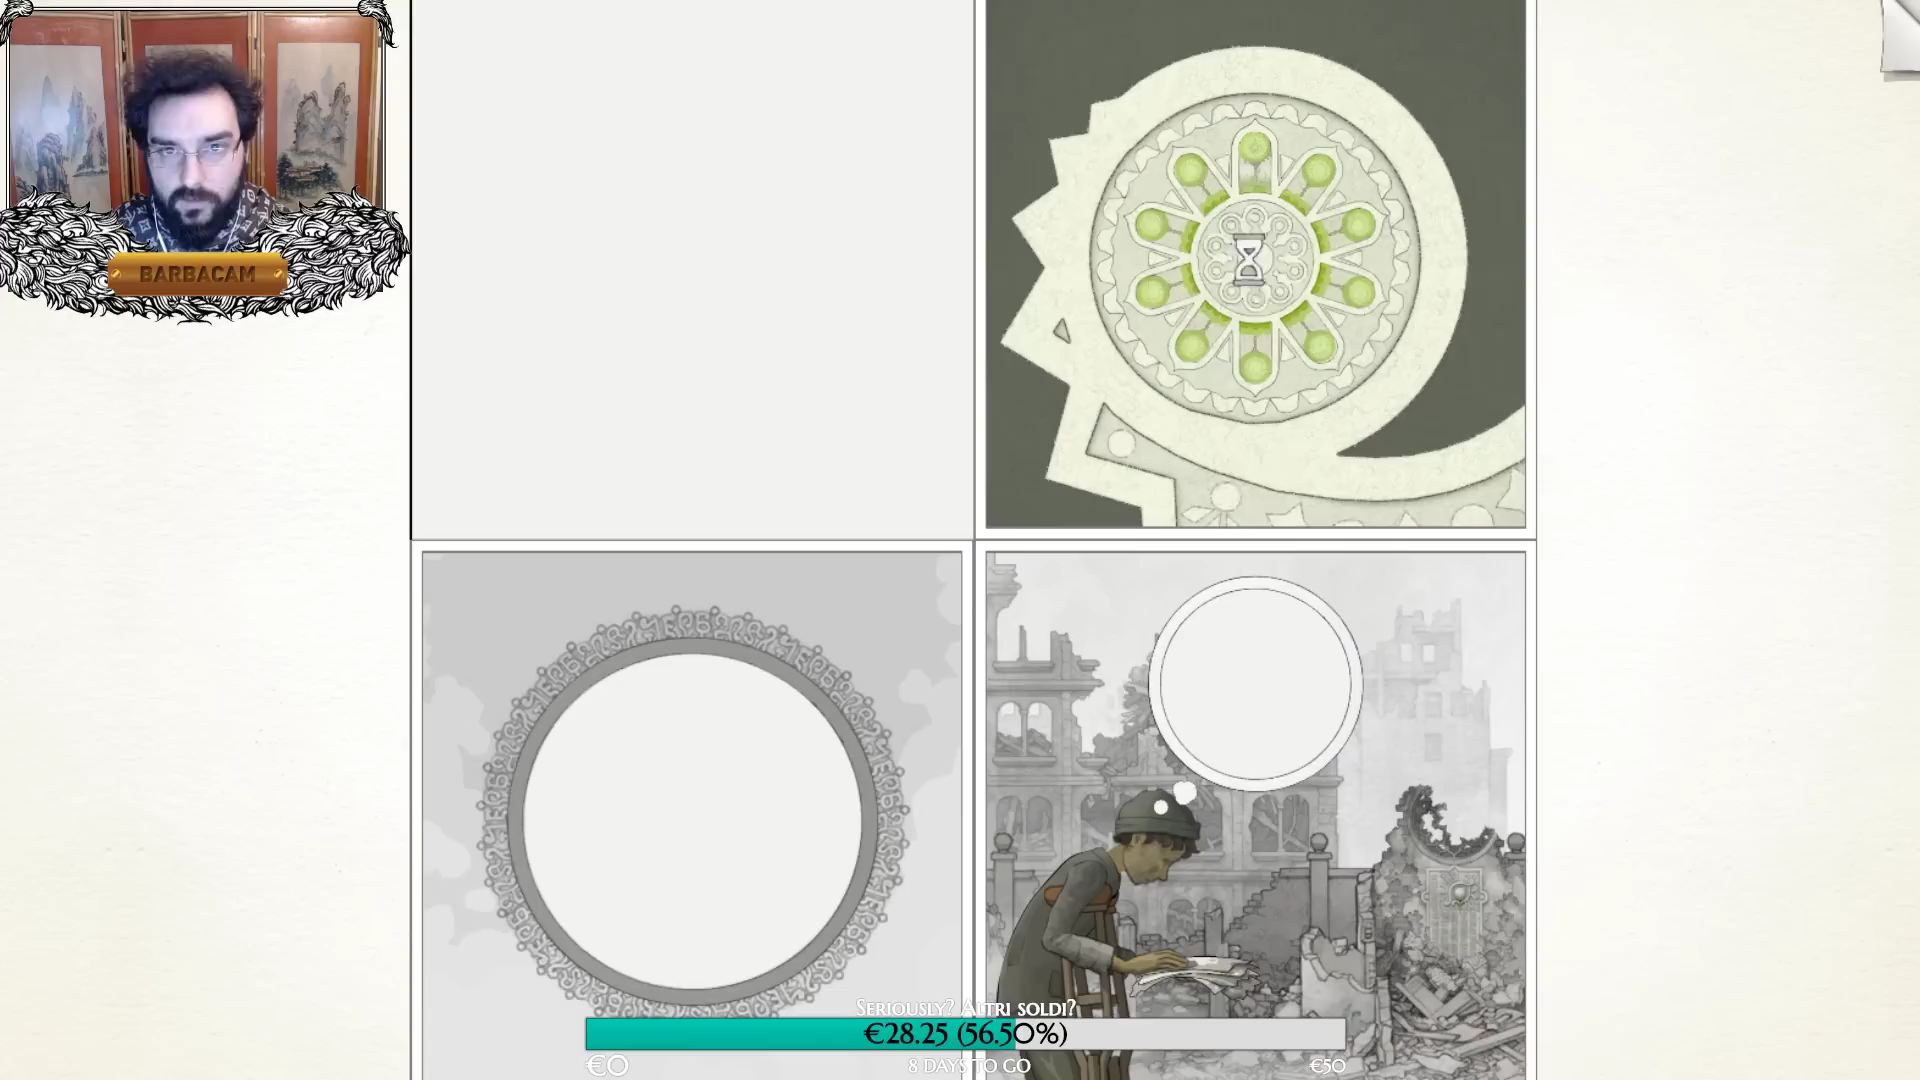 BARBACAM
Seriously? Altri soldi?
€28.25 (56.50%)
€0
8 days to go
€50